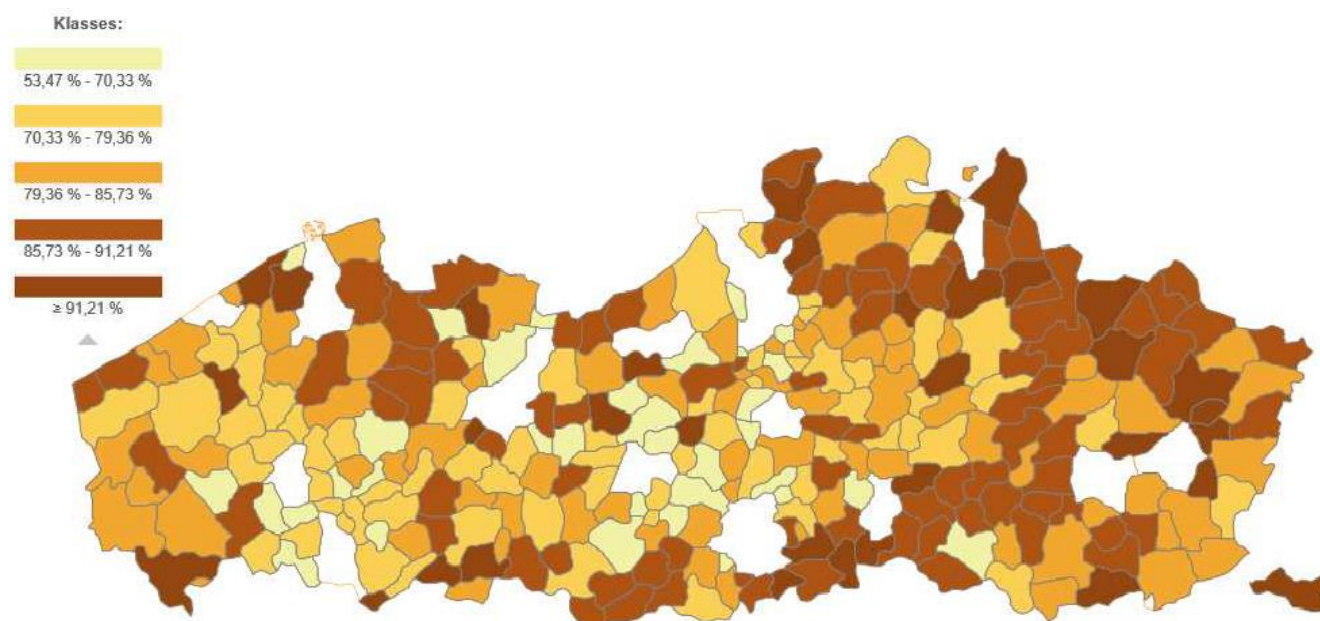 Klasses:
53,47 % - 70,33 %
70,33 % - 79,36 %
79,36 % - 85,73 %
85,73 % - 91,21 %
≥ 91,21 %